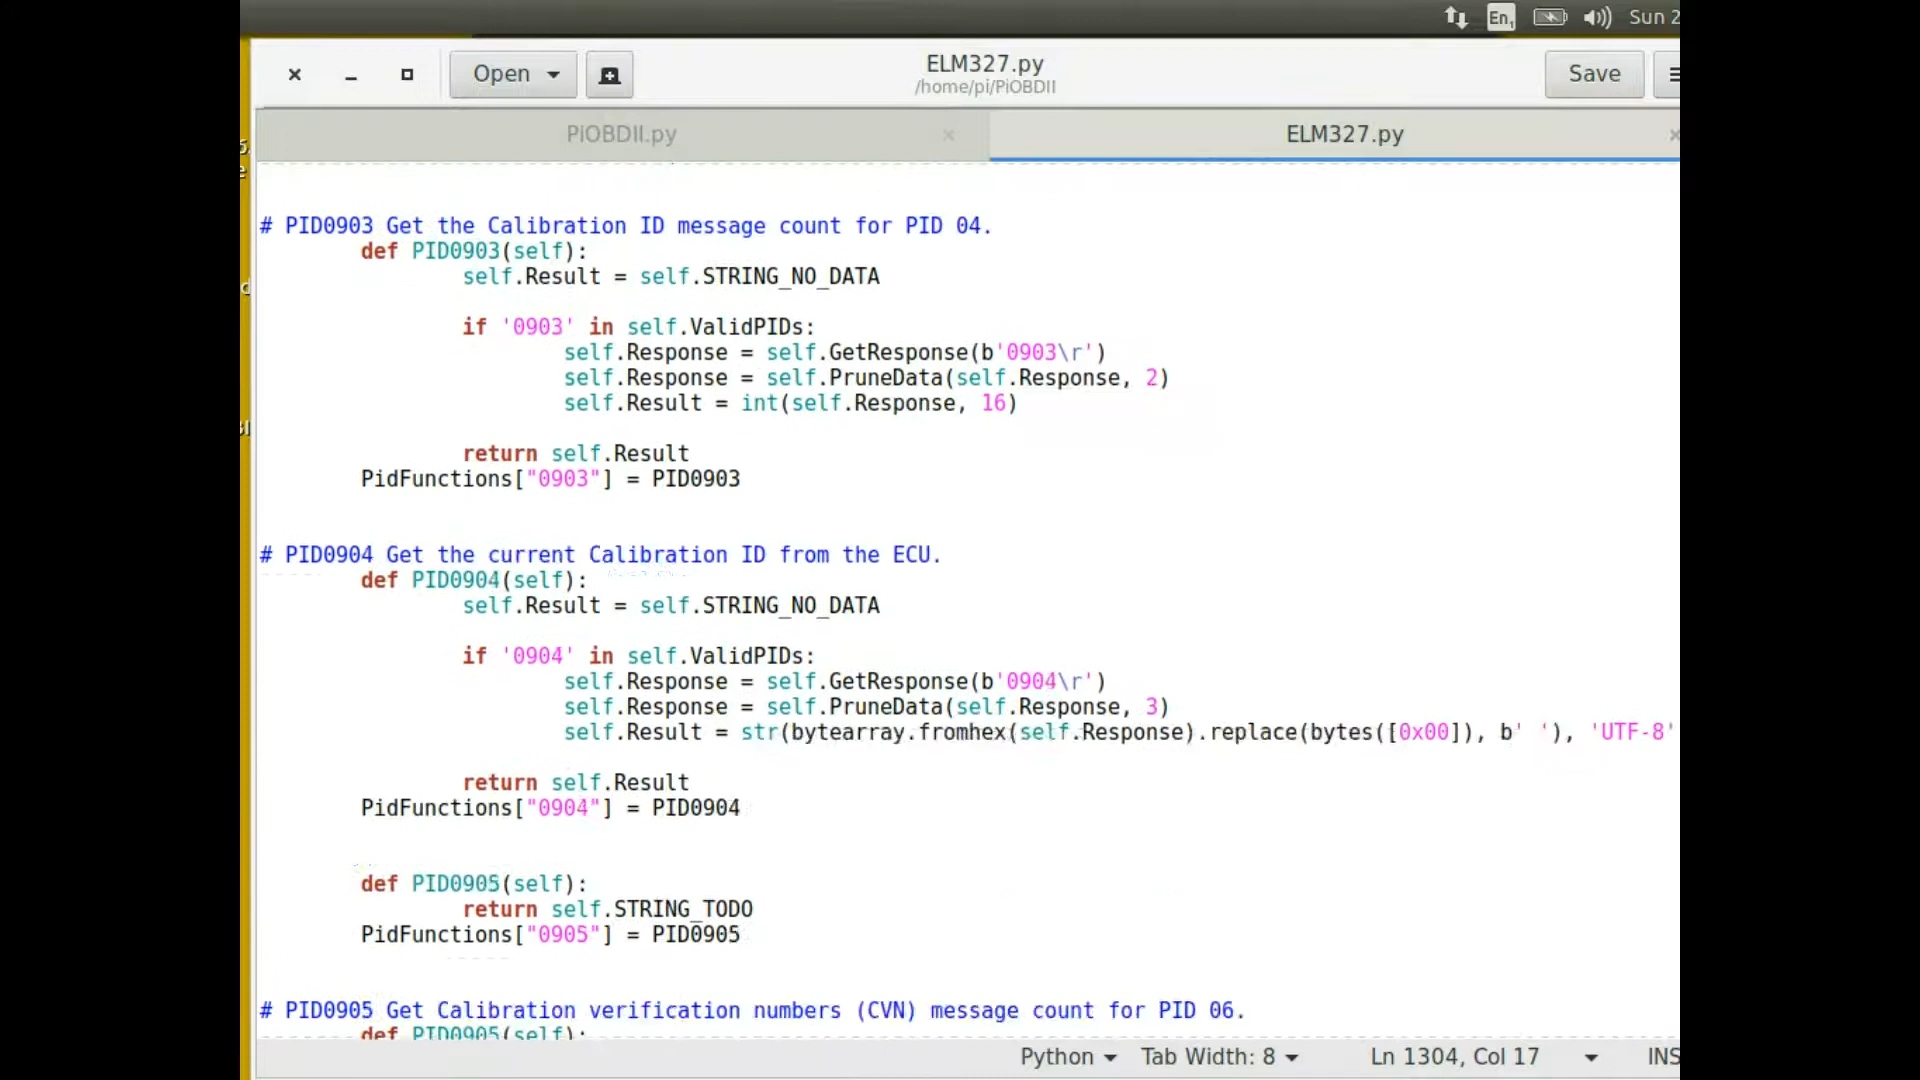 En1
Sun 2
Open
ELM327.py
/home/pi/PiOBDII
Save
PiOBDII.py
ELM327.py
# PID0903 Get the Calibration ID message count for PID 04.
def PID0903(self):
self.Result = self.STRING_NO_DATA
if '0903' in self.ValidPIDs:
self.Response = self.GetResponse(b'0903\r')
self.Response = self.PruneData(self.Response, 2)
self.Result = int(self.Response, 16)
return self.Result
PidFunctions["0903"] = PID0903
# PID0904 Get the current Calibration ID from the ECU.
def PID0904(self):
self.Result = self.STRING_NO_DATA
if '0904' in self.ValidPIDs:
self.Response = self.GetResponse(b'0904\r')
self.Response = self.PruneData(self.Response, 3)
self.Result = str(bytearray.fromhex(self.Response).replace(bytes([0x00]), b' '), 'UTF-8'
return self.Result
PidFunctions["0904"] = PID0904
def PID0905(self):
return self.STRING_TODO
PidFunctions["0905"] = PID0905
# PID0905 Get Calibration verification numbers (CVN) message count for PID 06.
def PID0905(self):
Python
Tab Width: 8
Ln 1304, Col 17
INS